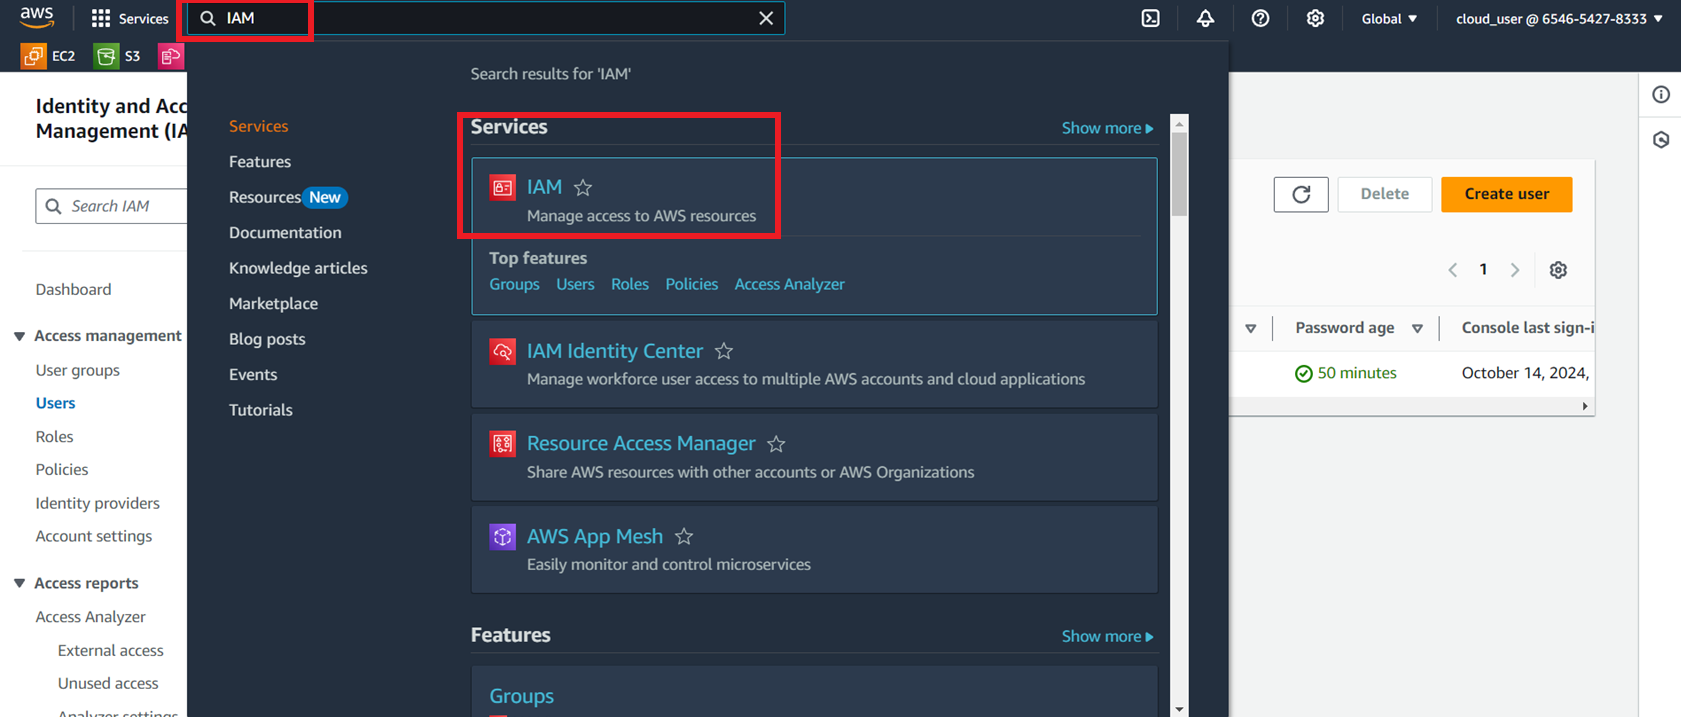 aws
Services
IAM
Global
cloud_user @ 6546-5427-8333
EC2
S3
Identity and Acc
Management (IA
Search IAM
Dashboard
Access management
User groups
Users
Roles
Policies
Identity providers
Account settings
Access reports
Access Analyzer
External access
Unused access
Analyzer settings
Search results for 'IAM'
Services
Features
Resources New
Documentation
Knowledge articles
Marketplace
Blog posts
Events
Tutorials
Services
Show more
IAM
Manage access to AWS resources
Top features
Groups Users Roles Policies Access Analyzer
IAM Identity Center
Manage workforce user access to multiple AWS accounts and cloud applications
Resource Access Manager
Share AWS resources with other accounts or AWS Organizations
AWS App Mesh
Easily monitor and control microservices
Features
Show more
Groups
Delete
Create user
1
Password age
Console last sign-i
50 minutes
October 14, 2024,